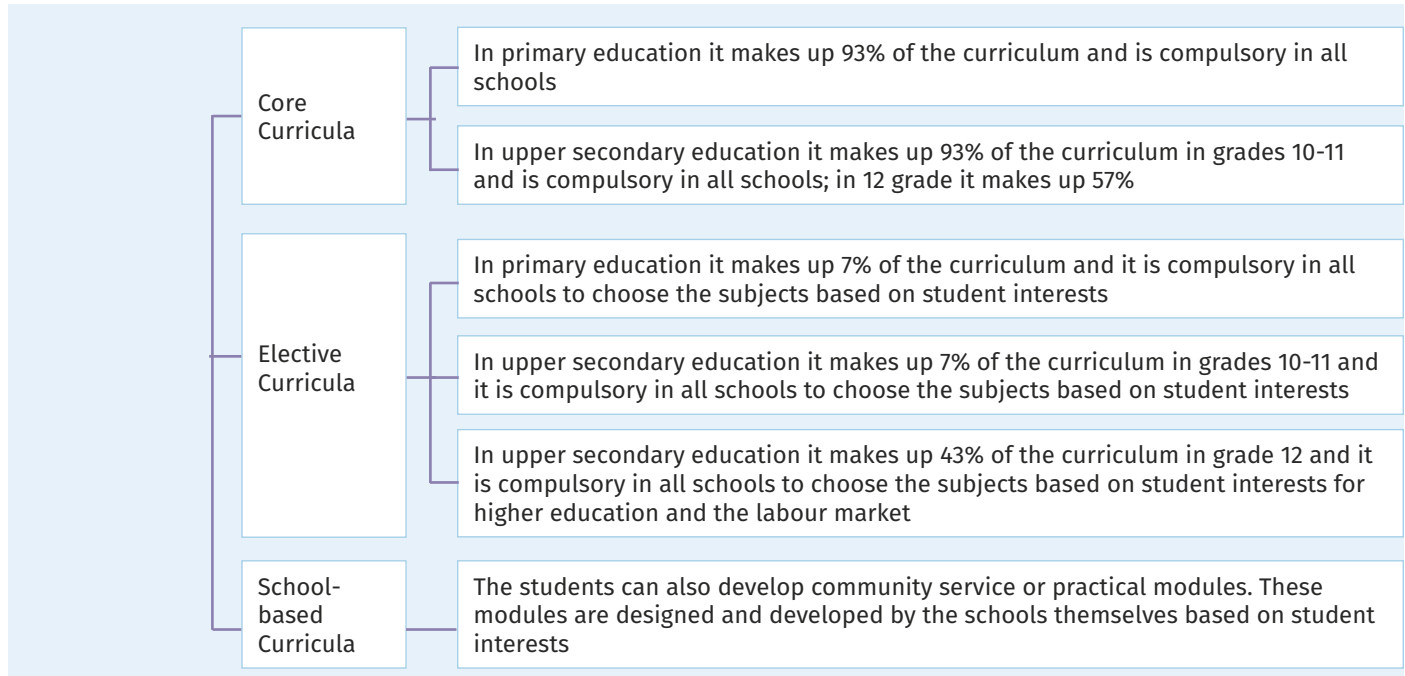 Core
Curricula
In primary education it makes up 93% of the curriculum and is compulsory in all
schools
In upper secondary education it makes up 93% of the curriculum in grades 10-11
and is compulsory in all schools; in 12 grade it makes up 57%
Elective
Curricula
In primary education it makes up 7% of the curriculum and it is compulsory in all
schools to choose the subjects based on student interests
In upper secondary education it makes up 7% of the curriculum in grades 10-11 and
it is compulsory in all schools to choose the subjects based on student interests
In upper secondary education it makes up 43% of the curriculum in grade 12 and it
is compulsory in all schools to choose the subjects based on student interests for
higher education and the labour market
School-
based
Curricula
The students can also develop community service or practical modules. These
modules are designed and developed by the schools themselves based on student
interests